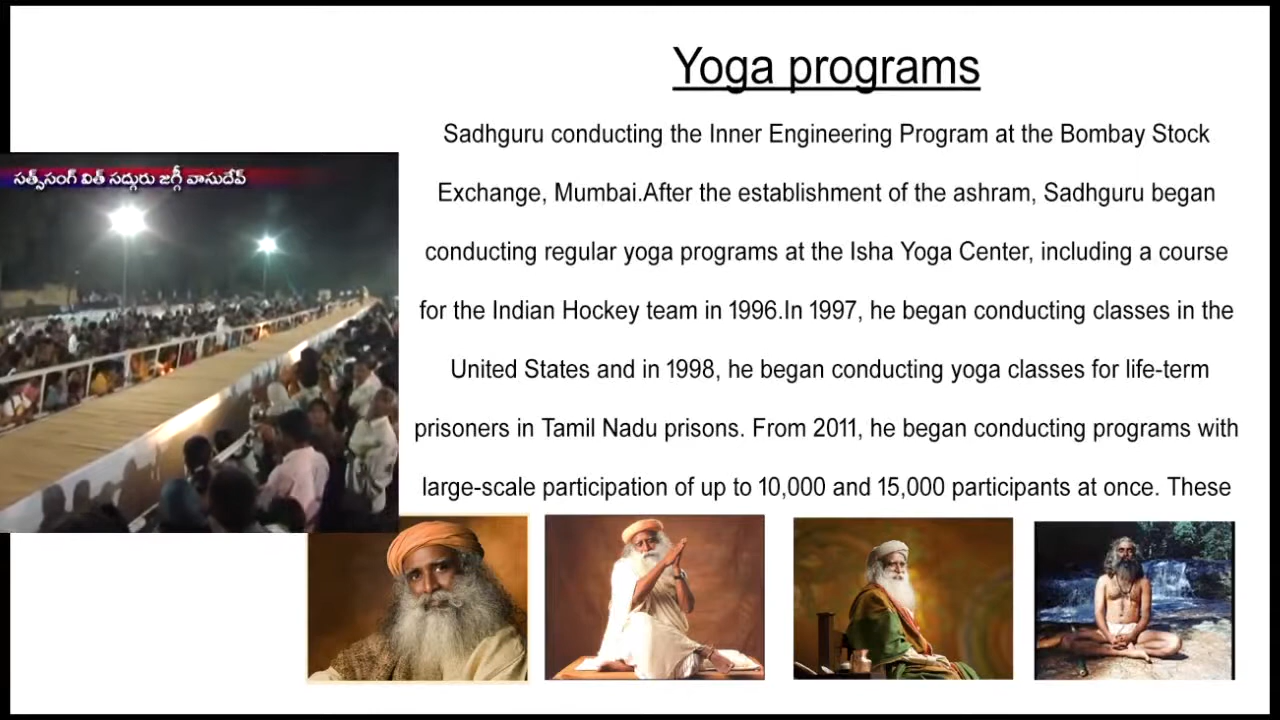 Yoga programs
Sadhguru conducting the Inner Engineering Program at the Bombay Stock
Exchange, Mumbai.After the establishment of the ashram, Sadhguru began
conducting regular yoga programs at the Isha Yoga Center, including a course
for the Indian Hockey team in 1996.In 1997, he began conducting classes in the
United States and in 1998, he began conducting yoga classes for life-term
prisoners in Tamil Nadu prisons. From 2011, he began conducting programs with
large-scale participation of up to 10,000 and 15,000 participants at once. These
సత్స్‌సంగ్ విత్ సద్గురు జగ్గీ వాసుదేవ్